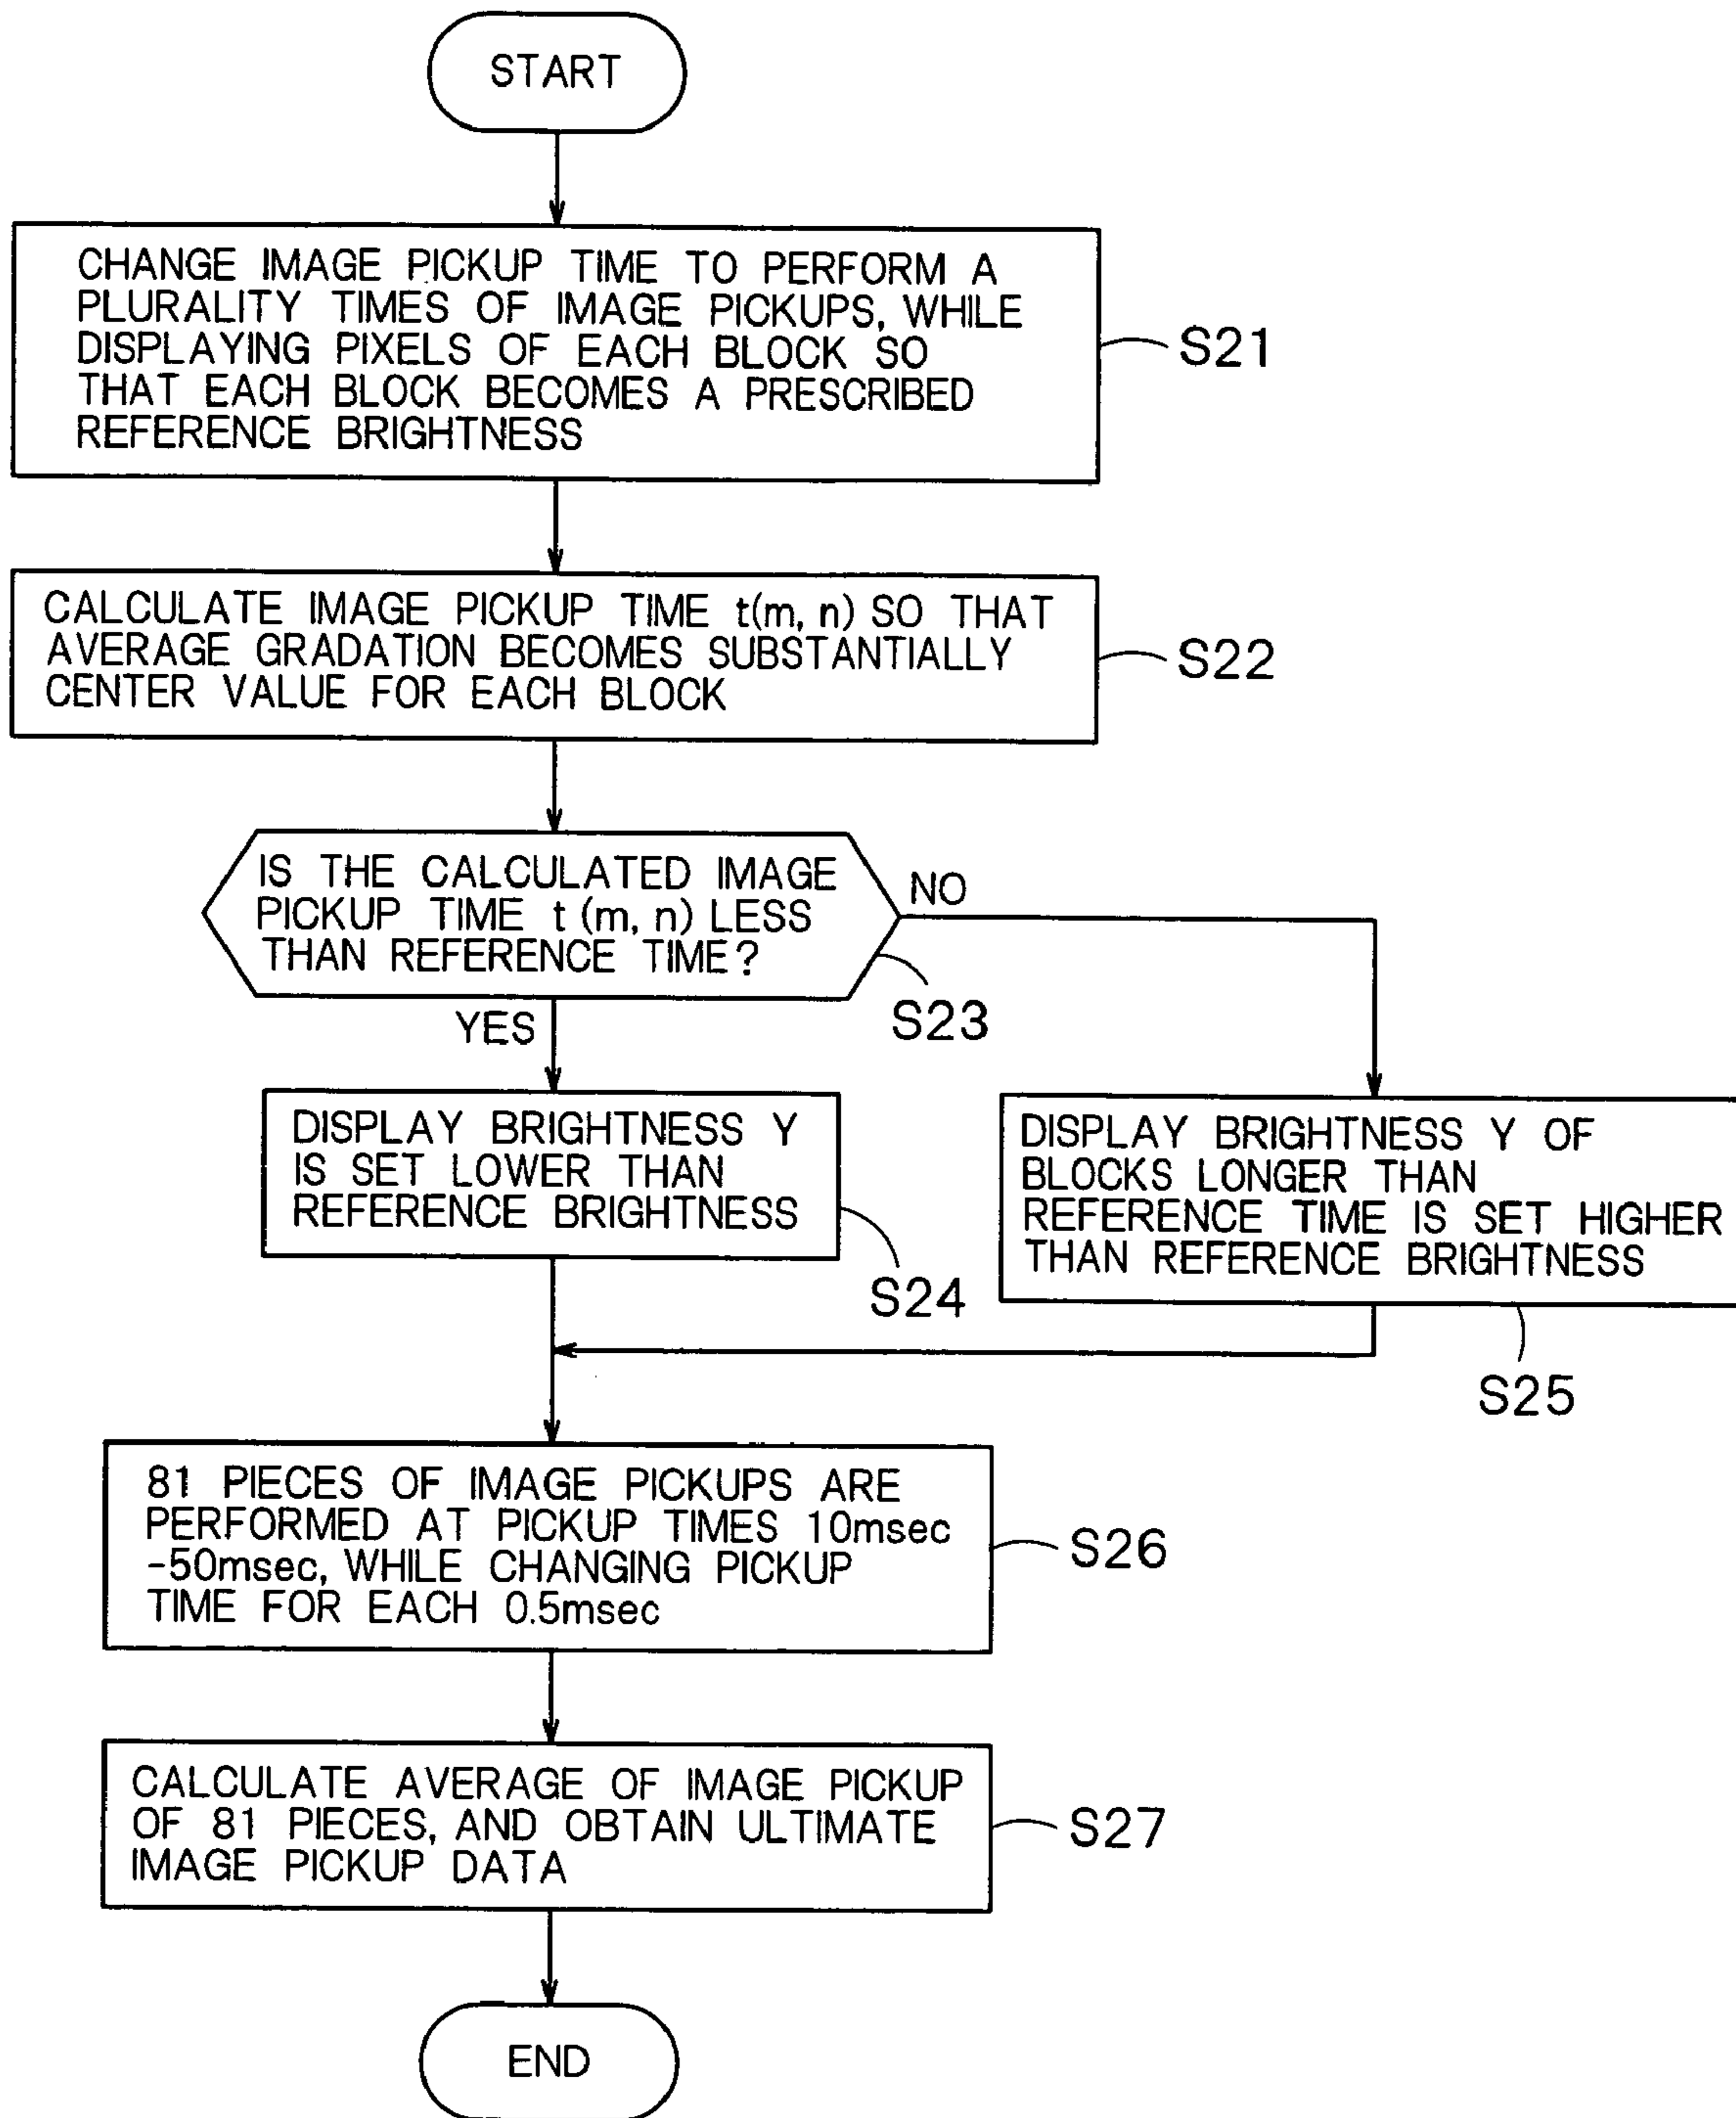 START
CHANGE IMAGE PICKUP TIME TO PERFORM A
PLURALITY TIMES OF IMAGE PICKUPS, WHILE
DISPLAYING PIXELS OF EACH BLOCK SO
THAT EACH BLOCK BECOMES A PRESCRIBED
REFERENCE BRIGHTNESS
S21
CALCULATE IMAGE PICKUP TIME t(m, n) SO THAT
AVERAGE GRADATION BECOMES SUBSTANTIALLY
CENTER VALUE FOR EACH BLOCK
S22
IS THE CALCULATED IMAGE
PICKUP TIME t (m, n) LESS
THAN REFERENCE TIME?
NO
S23
YES
DISPLAY BRIGHTNESS Y
IS SET LOWER THAN
REFERENCE BRIGHTNESS
S24
DISPLAY BRIGHTNESS Y OF
BLOCKS LONGER THAN
REFERENCE TIME IS SET HIGHER
THAN REFERENCE BRIGHTNESS
S25
81 PIECES OF IMAGE PICKUPS ARE
PERFORMED AT PICKUP TIMES 10msec
-50msec, WHILE CHANGING PICKUP
TIME FOR EACH 0.5msec
S26
CALCULATE AVERAGE OF IMAGE PICKUP
OF 81 PIECES, AND OBTAIN ULTIMATE
IMAGE PICKUP DATA
S27
END